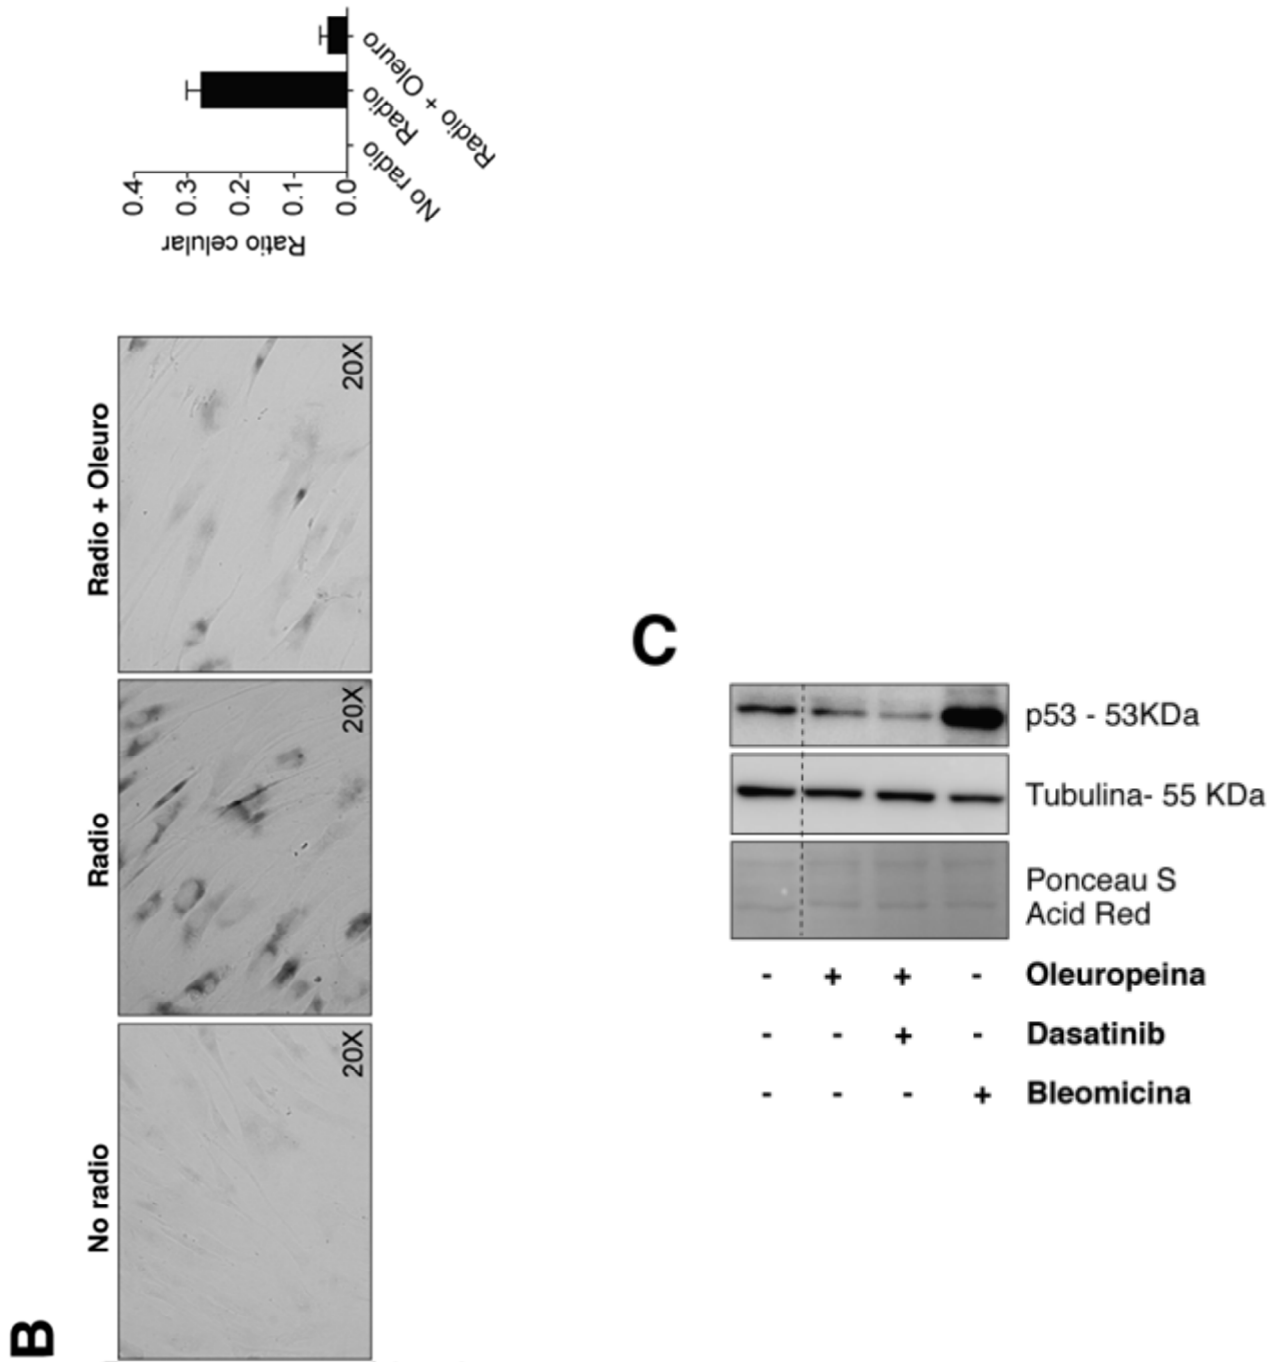 B
No radio
Radio
Radio + Oleuro
20X
20X
20X
Ratio celular
0.4
0.3
0.2
0.1
0.0
No radio
Radio
Radio + Oleuro
C
p53 - 53KDa
Tubulina- 55 KDa
Ponceau S
Acid Red
- + + - Oleuropeina
- - + - Dasatinib
- - - + Bleomicina